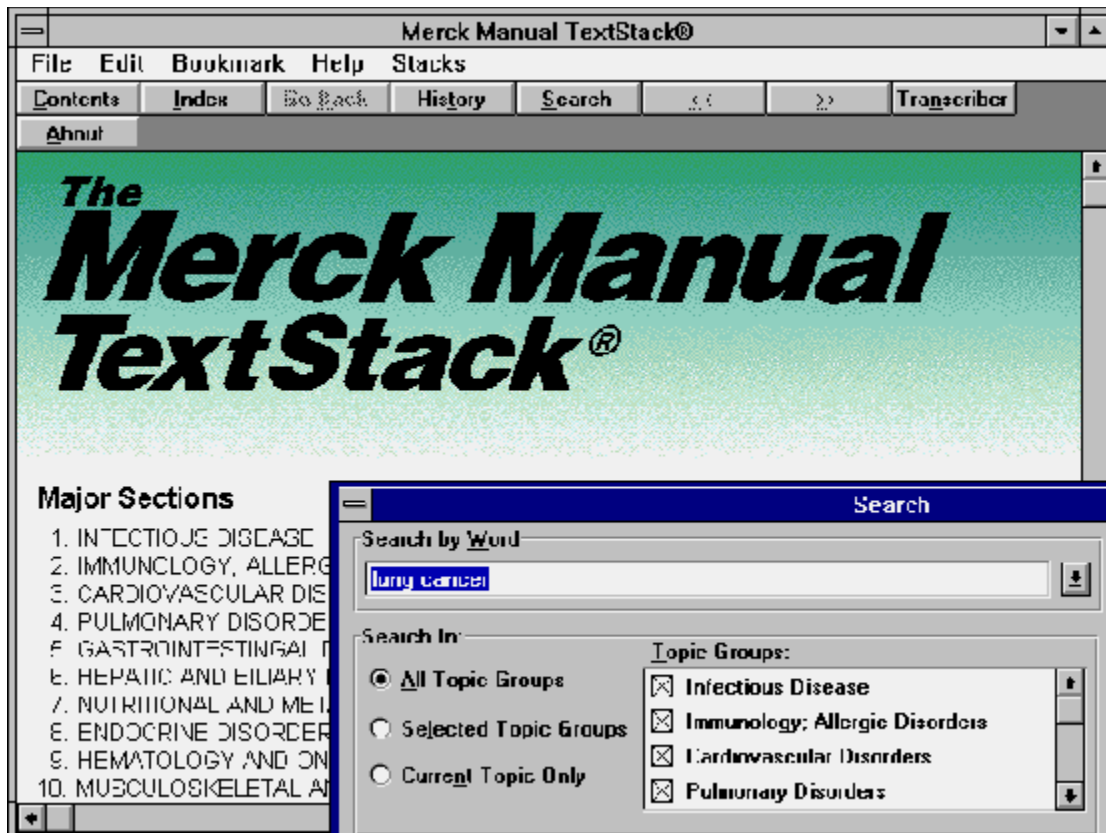 Merck Manual TextStack®
File Edit Bookmark Help Stacks
Contents Index Go Back History Search << >> Transcriber
About
The
Merck Manual
TextStack®
Major Sections
1. INFECTIOUS DISEASE
2. IMMUNOLOGY, ALLERG
3. CARDIOVASCULAR DIS
4. PULMONARY DISORDE
5. GASTROINTESTINGAL
6. HEPATIC AND BILIARY
7. NUTRITIONAL AND MET
8. ENDOCRINE DISORDER
9. HEMATOLOGY AND ON
10. MUSCULOSKELETAL A
Search
Search by Word
lung cancer
Search In:
All Topic Groups
Selected Topic Groups
Current Topic Only
Topic Groups:
Infectious Disease
Immunology; Allergic Disorders
Cardiovascular Disorders
Pulmonary Disorders